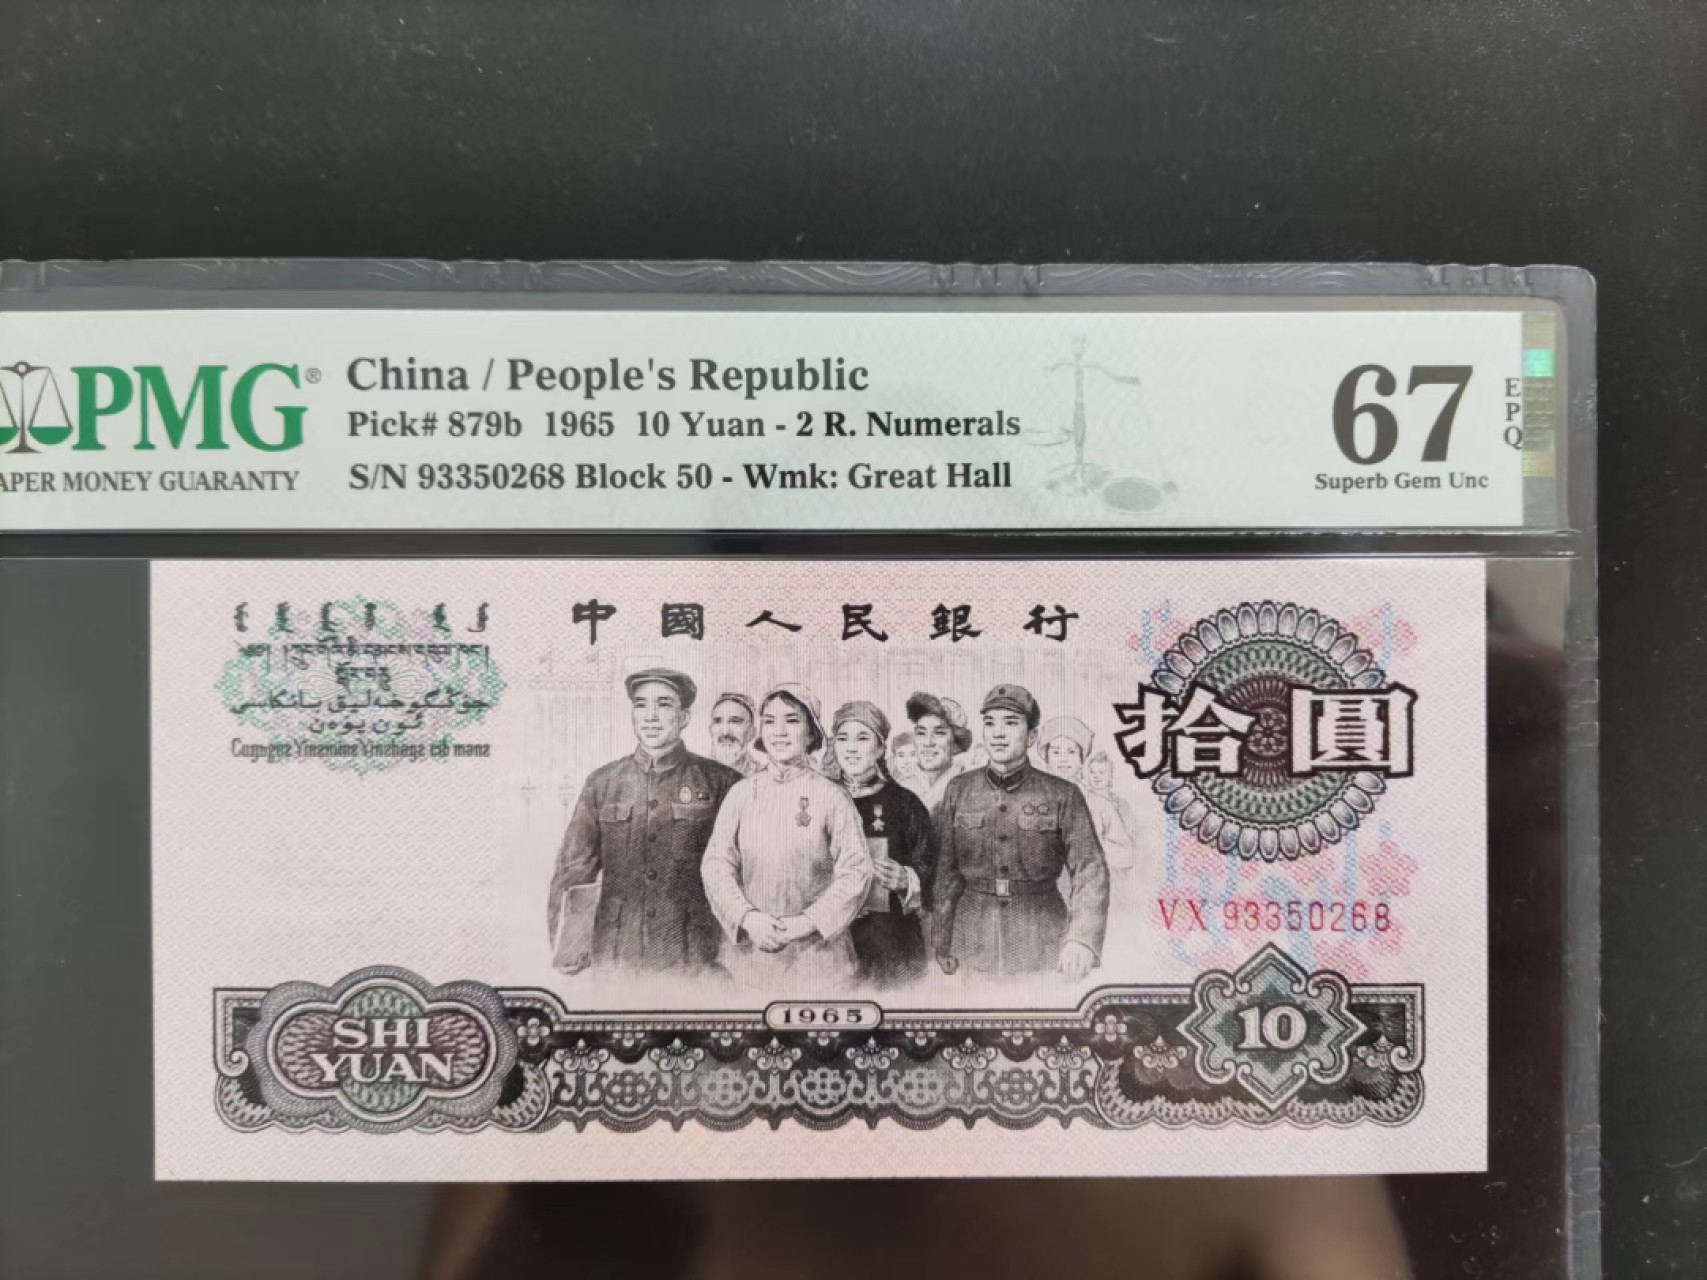 PMG®
APER MONEY GUARANTY
China / People's Republic
Pick# 879b 1965 10 Yuan - 2 R. Numerals
S/N 93350268 Block 50 - Wmk: Great Hall
67
EPQ
Superb Gem Unc
中國人民銀行
拾圓
VX 93350268
1965
SHI
YUAN
10